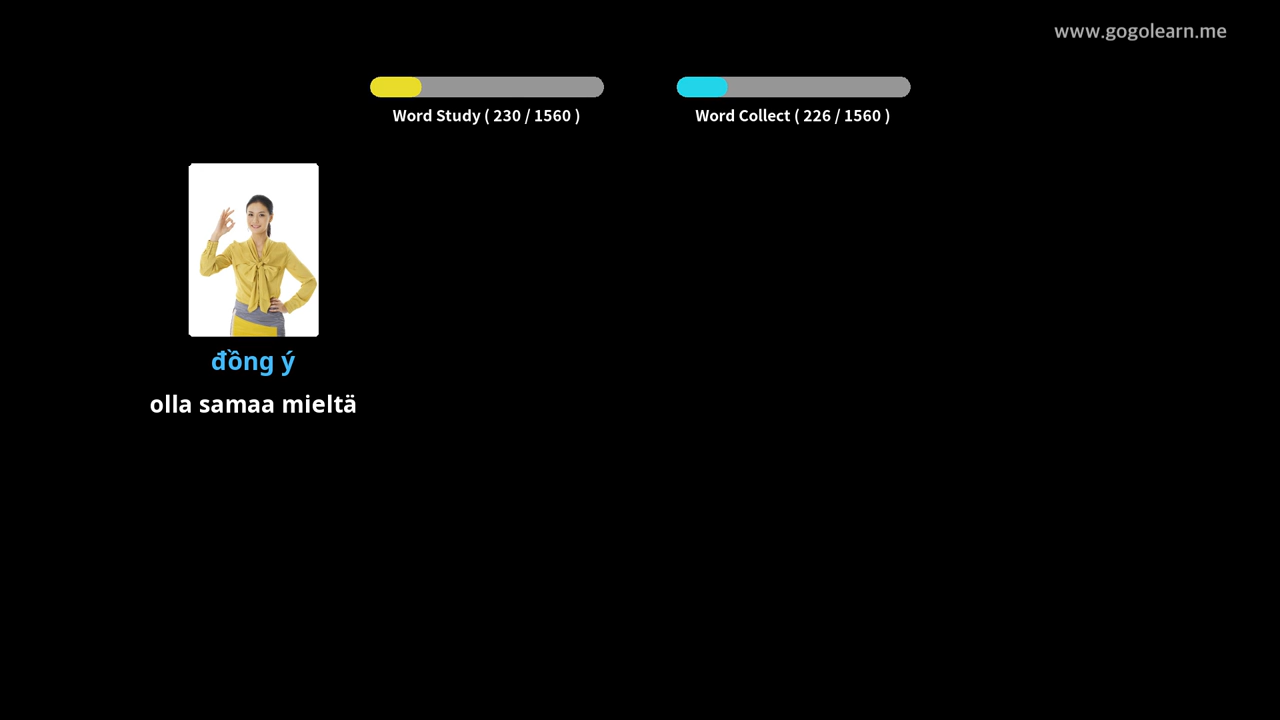 www.gogolearn.me
Word Study ( 230 / 1560 )
Word Collect ( 226 / 1560 )
đồng ý
olla samaa mieltä